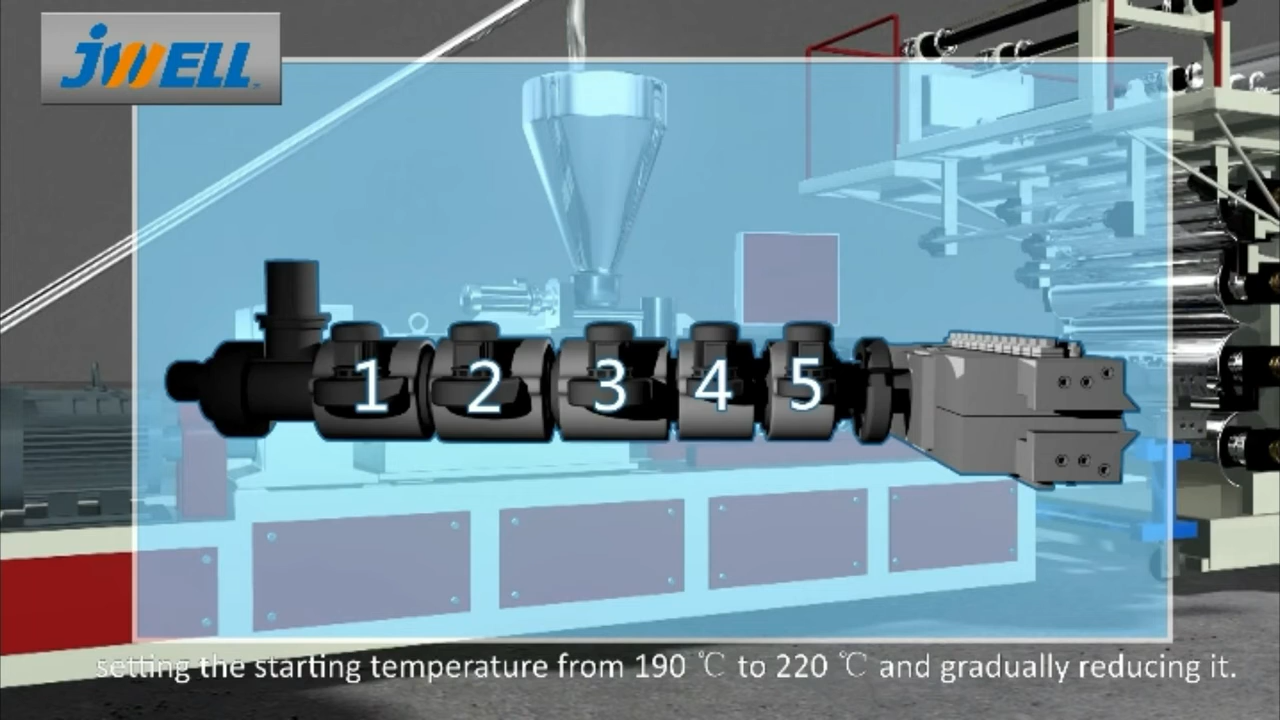 jWELL
1 2 3 4 5
setting the starting temperature from 190 ℃ to 220 ℃ and gradually reducing it.